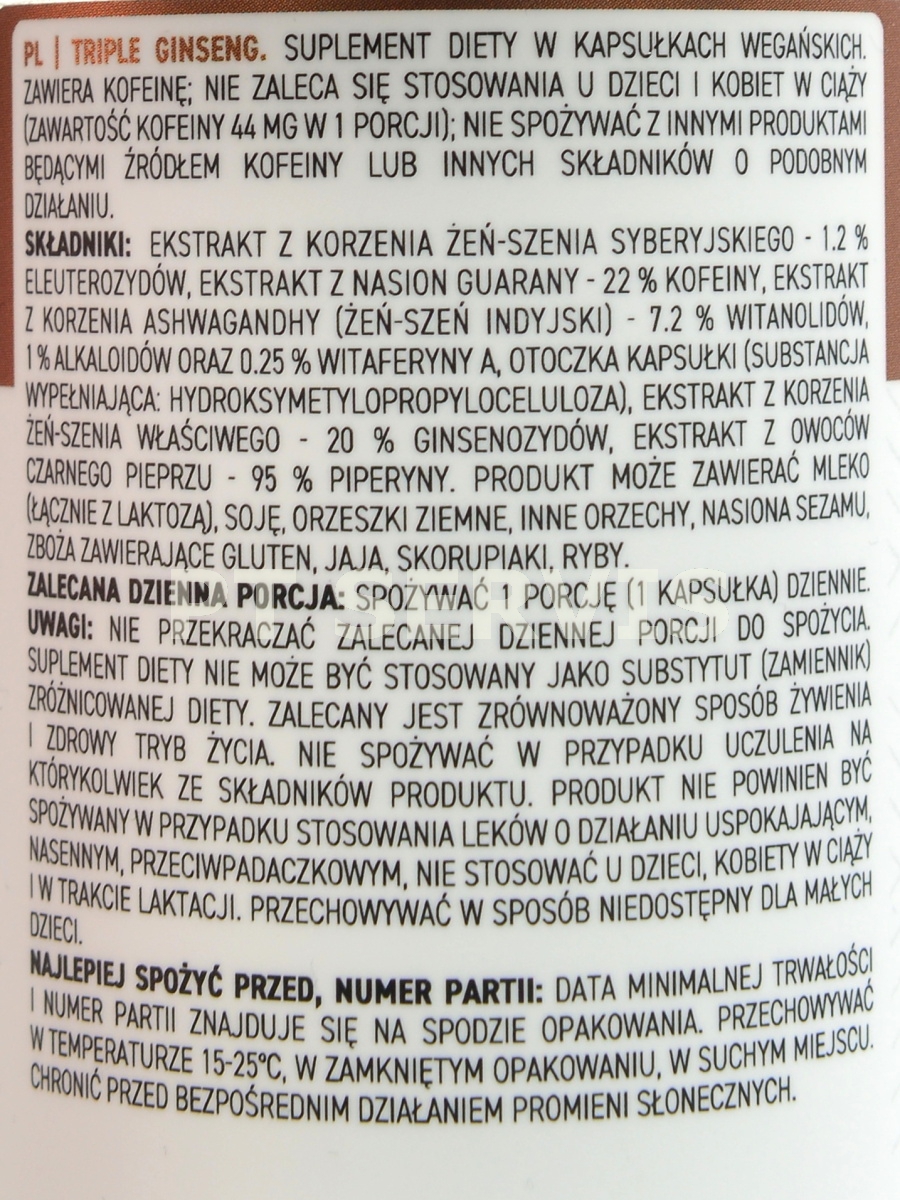 PL | TRIPLE GINSENG. SUPLEMENT DIETY W KAPSUŁKACH WEGAŃSKICH.
ZAWIERA KOFEINĘ; NIE ZALECA SIĘ STOSOWANIA U DZIECI I KOBIET W CIĄŻY
(ZAWARTOŚĆ KOFEINY 44 MG W 1 PORCJI); NIE SPOŻYWAĆ Z INNYMI PRODUKTAMI
BĘDĄCYMI ŹRÓDŁEM KOFEINY LUB INNYCH SKŁADNIKÓW O PODOBNYM
DZIAŁANIU.
SKŁADNIKI: EKSTRAKT Z KORZENIA ŻEŃ-SZENIA SYBERYJSKIEGO - 1.2 %
ELEUTEROZYDÓW, EKSTRAKT Z NASION GUARANY - 22 % KOFEINY, EKSTRAKT
Z KORZENIA ASHWAGANDHY (ŻEŃ-SZEŃ INDYJSKI) - 7.2 % WITANOLIDÓW,
1 % ALKALOIDÓW ORAZ 0.25 % WITAFERYNY A, OTOCZKA KAPSUŁKI (SUBSTANCJA
WYPEŁNIAJĄCA: HYDROKSYMETYLOPROPYLOCELULOZA), EKSTRAKT Z KORZENIA
ŻEŃ-SZENIA WŁAŚCIWEGO - 20 % GINSENOZYDÓW, EKSTRAKT Z OWOCÓW
CZARNEGO PIEPRZU - 95 % PIPERYNY. PRODUKT MOŻE ZAWIERAĆ MLEKO
(ŁĄCZNIE Z LAKTOZĄ), SOJĘ, ORZESZKI ZIEMNE, INNE ORZECHY, NASIONA SEZAMU,
ZBOŻA ZAWIERAJĄCE GLUTEN, JAJA, SKORUPIAKI, RYBY.
ZALECANA DZIENNA PORCJA: SPOŻYWAĆ 1 PORCJĘ (1 KAPSUŁKA) DZIENNIE.
UWAGI: NIE PRZEKRACZAĆ ZALECANEJ DZIENNEJ PORCJI DO SPOŻYCIA.
SUPLEMENT DIETY NIE MOŻE BYĆ STOSOWANY JAKO SUBSTYTUT (ZAMIENNIK)
ZRÓŻNICOWANEJ DIETY. ZALECANY JEST ZRÓWNOWAŻONY SPOSÓB ŻYWIENIA
I ZDROWY TRYB ŻYCIA. NIE SPOŻYWAĆ W PRZYPADKU UCZULENIA NA
KTÓRYKOLWIEK ZE SKŁADNIKÓW PRODUKTU. PRODUKT NIE POWINIEN BYĆ
SPOŻYWANY W PRZYPADKU STOSOWANIA LEKÓW O DZIAŁANIU USPOKAJAJĄCYM,
NASENNYM, PRZECIWPADACZKOWYM, NIE STOSOWAĆ U DZIECI, KOBIETY W CIĄŻY
I W TRAKCIE LAKTACJI. PRZECHOWYWAĆ W SPOSÓB NIEDOSTĘPNY DLA MAŁYCH
DZIECI.
NAJLEPIEJ SPOŻYĆ PRZED, NUMER PARTII: DATA MINIMALNEJ TRWAŁOŚCI
I NUMER PARTII ZNAJDUJE SIĘ NA SPODZIE OPAKOWANIA. PRZECHOWYWAĆ
W TEMPERATURZE 15-25°C, W ZAMKNIĘTYM OPAKOWANIU, W SUCHYM MIEJSCU.
CHRONIĆ PRZED BEZPOŚREDNIM DZIAŁANIEM PROMIENI SŁONECZNYCH.